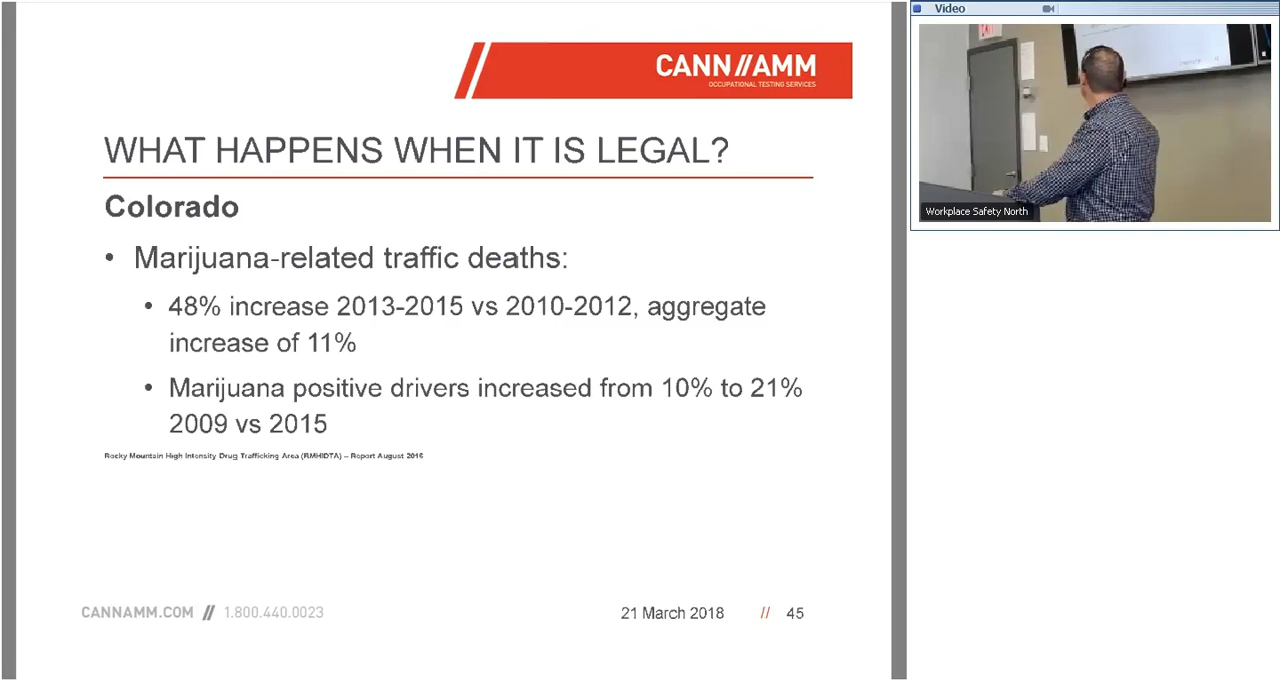 CANN//AMM
OCCUPATIONAL TESTING SERVICES
WHAT HAPPENS WHEN IT IS LEGAL?
Colorado
• Marijuana-related traffic deaths:
• 48% increase 2013-2015 vs 2010-2012, aggregate
increase of 11%
• Marijuana positive drivers increased from 10% to 21%
2009 vs 2015
Rocky Mountain High Intensity Drug Trafficking Area (RMHIDTA) – Report August 2016
CANNAMM.COM // 1.800.440.0023
21 March 2018 // 45
Video
EXIT
Workplace Safety North